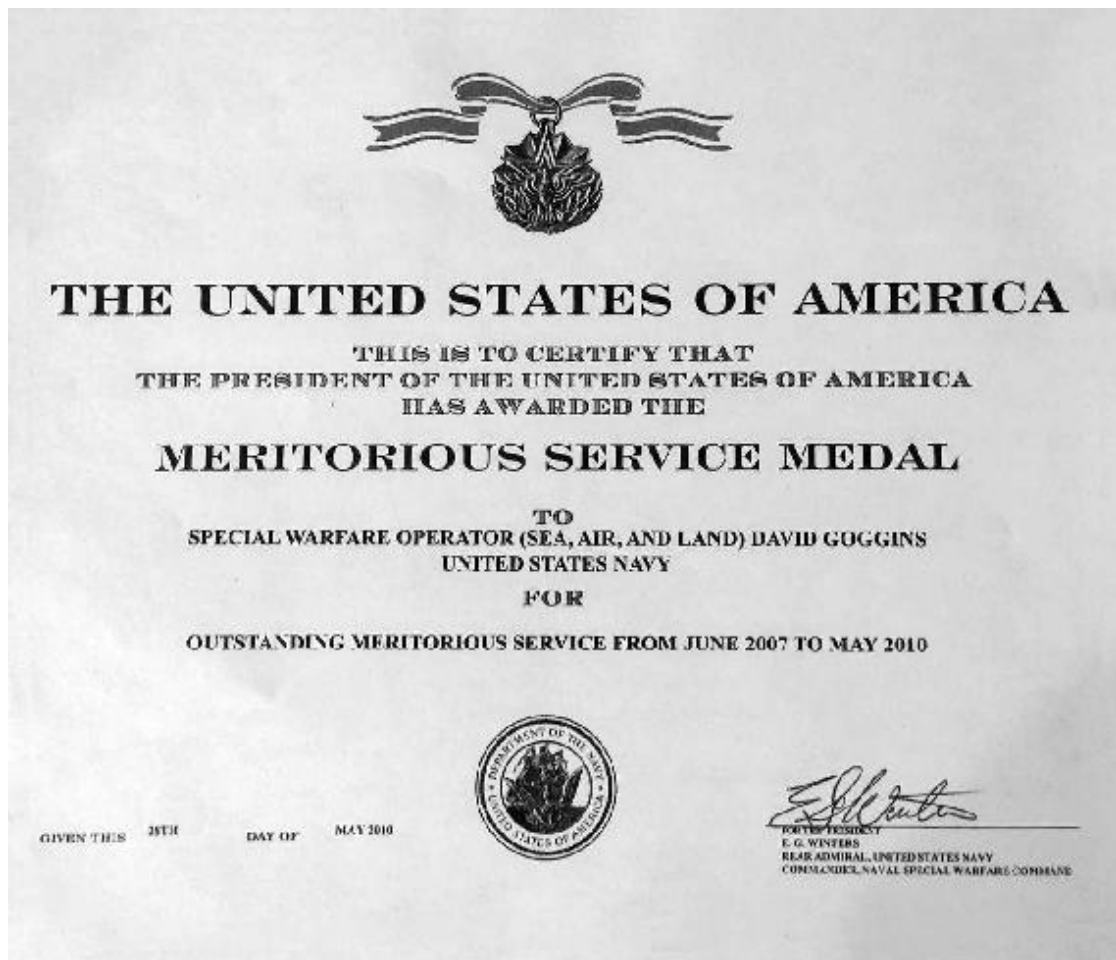 THE UNITED STATES OF AMERICA
THIS IS TO CERTIFY THAT
THE PRESIDENT OF THE UNITED STATES OF AMERICA
HAS AWARDED THE
MERITORIOUS SERVICE MEDAL
TO
SPECIAL WARFARE OPERATOR (SEA, AIR, AND LAND) DAVID GOGGINS
UNITED STATES NAVY
FOR
OUTSTANDING MERITORIOUS SERVICE FROM JUNE 2007 TO MAY 2010
DEPARTMENT OF THE NAVY
UNITED STATES OF AMERICA
GIVEN THIS DAY OF MAY 2010
FOR THE PRESIDENT
E. G. WINTERS
REAR ADMIRAL, UNITED STATES NAVY
COMMANDER, NAVAL SPECIAL WARFARE COMMAND